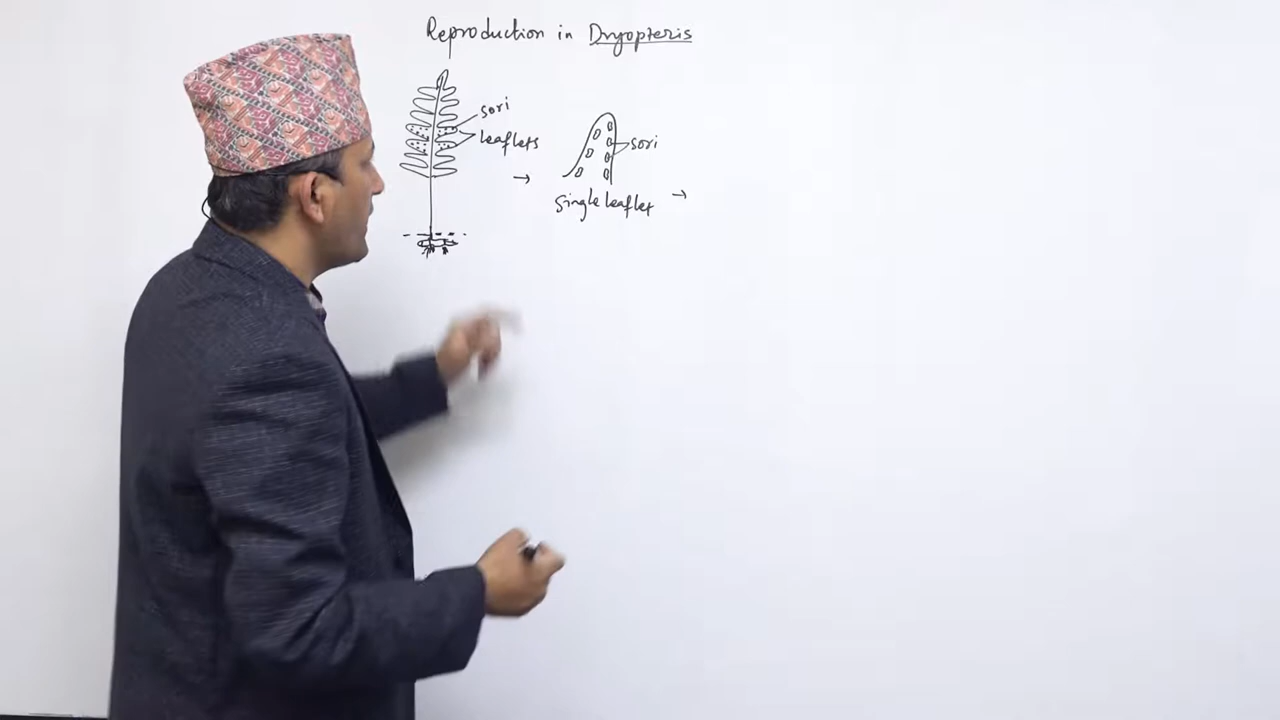 Reproduction in Dryopteris
sori
leaflets
sori
Single leaflet